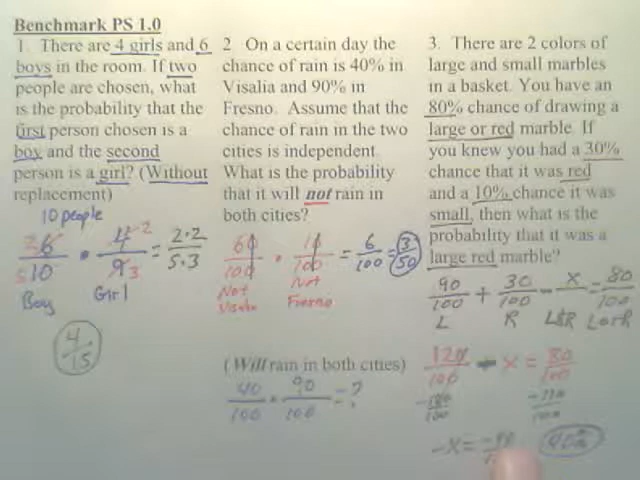 Benchmark PS 1.0
1. There are 4 girls and 6
boys in the room. If two
people are chosen, what
is the probability that the
first person chosen is a
boy and the second
person is a girl? (Without
replacement)
10 people
6/10 • 4/9 = 2·2/5·3
Boy Girl
4/15
2 On a certain day the
chance of rain is 40% in
Visalia and 90% in
Fresno. Assume that the
chance of rain in the two
cities is independent.
What is the probability
that it will not rain in
both cities?
60/100 • 10/100 = 6/100 = 3/50
Not Visalia Not Fresno
(Will rain in both cities)
40/100 • 90/100 = ?
3. There are 2 colors of
large and small marbles
in a basket. You have an
80% chance of drawing a
large or red marble. If
you knew you had a 30%
chance that it was red
and a 10% chance it was
small, then what is the
probability that it was a
large red marble?
90/100 + 30/100 - x = 80/100
L R L&R L or R
120/100 - x = 80/100
-120/100 -120/100
-x = -40